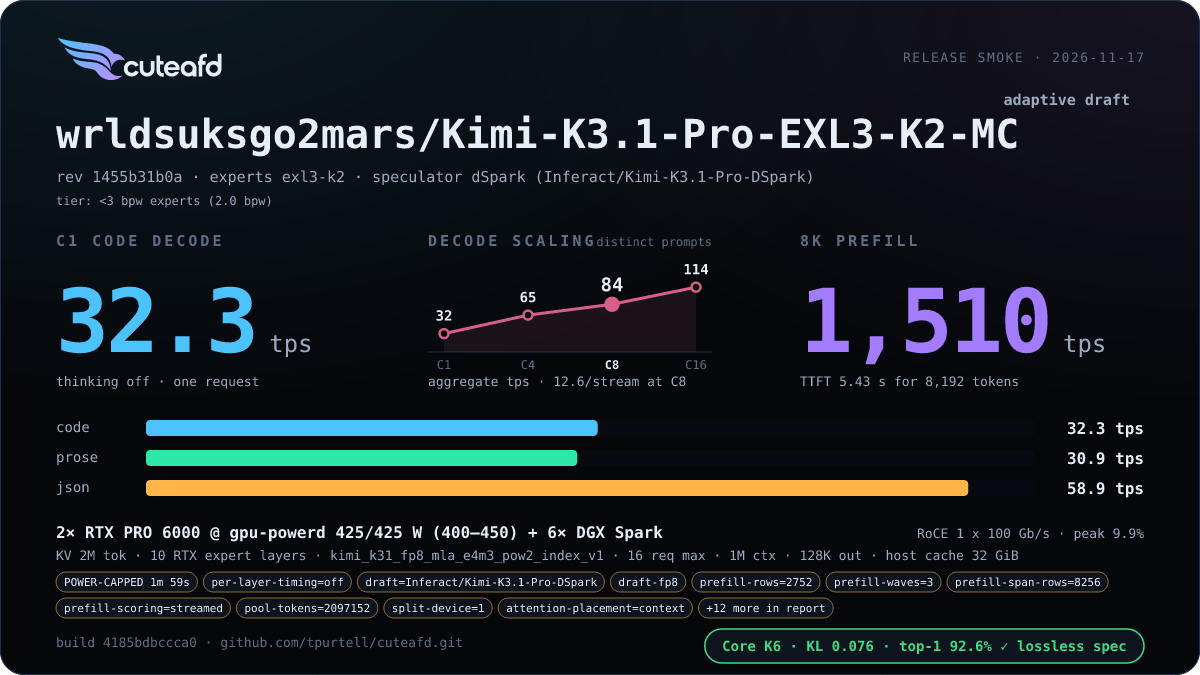 cuteafd
RELEASE SMOKE · 2026-11-17
adaptive draft
wrldsuksgo2mars/Kimi-K3.1-Pro-EXL3-K2-MC
rev 1455b31b0a · experts exl3-k2 · speculator dSpark (Inferact/Kimi-K3.1-Pro-DSpark)
tier: <3 bpw experts (2.0 bpw)
C1 CODE DECODE
32.3 tps
thinking off · one request
DECODE SCALING distinct prompts
32 65 84 114
C1 C4 C8 C16
aggregate tps · 12.6/stream at C8
8K PREFILL
1,510 tps
TTFT 5.43 s for 8,192 tokens
code 32.3 tps
prose 30.9 tps
json 58.9 tps
2× RTX PRO 6000 @ gpu-powerd 425/425 W (400–450) + 6× DGX Spark
RoCE 1 x 100 Gb/s · peak 9.9%
KV 2M tok · 10 RTX expert layers · kimi_k31_fp8_mla_e4m3_pow2_index_v1 · 16 req max · 1M ctx · 128K out · host cache 32 GiB
POWER-CAPPED 1m 59s per-layer-timing=off draft=Inferact/Kimi-K3.1-Pro-DSpark draft-fp8 prefill-rows=2752 prefill-waves=3 prefill-span-rows=8256
prefill-scoring=streamed pool-tokens=2097152 split-device=1 attention-placement=context +12 more in report
build 4185bdbccca0 · github.com/tpurtell/cuteafd.git
Core K6 · KL 0.076 · top-1 92.6% ✓ lossless spec